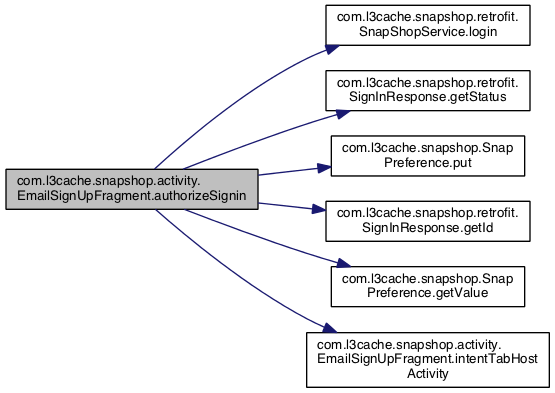 com.l3cache.snapshop.retrofit.
SnapShopService.login
com.l3cache.snapshop.retrofit.
SignInResponse.getStatus
com.l3cache.snapshop.Snap
Preference.put
com.l3cache.snapshop.activity.
EmailSignUpFragment.authorizeSignin
com.l3cache.snapshop.retrofit.
SignInResponse.getId
com.l3cache.snapshop.Snap
Preference.getValue
com.l3cache.snapshop.activity.
EmailSignUpFragment.intentTabHost
Activity